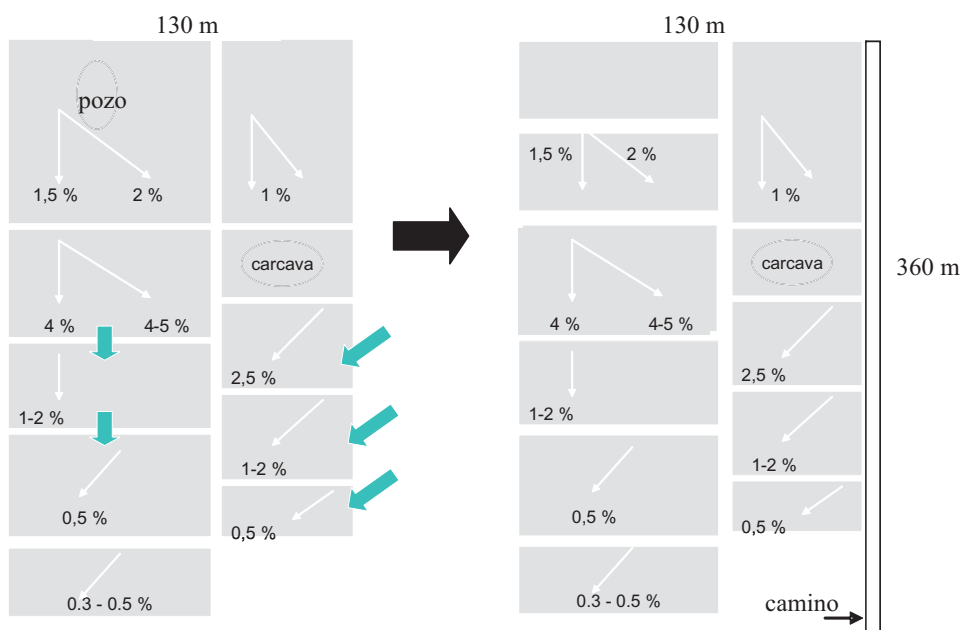 130 m
pozo
1,5 %
2 %
1 %
carcava
4 %
4-5 %
2,5 %
1-2 %
1-2 %
0,5 %
0,5 %
0.3 - 0.5 %
130 m
1,5 %
2 %
1 %
carcava
360 m
4 %
4-5 %
2,5 %
1-2 %
1-2 %
0,5 %
0,5 %
0.3 - 0.5 %
camino